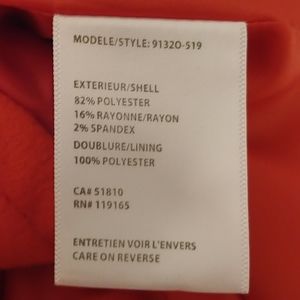 MODELE/STYLE: 9132O-519
EXTERIEUR/SHELL
82% POLYESTER
16% RAYONNE/RAYON
2% SPANDEX
DOUBLURE/LINING
100% POLYESTER
CA# 51810
RN# 119165
ENTRETIEN VOIR L'ENVERS
CARE ON REVERSE